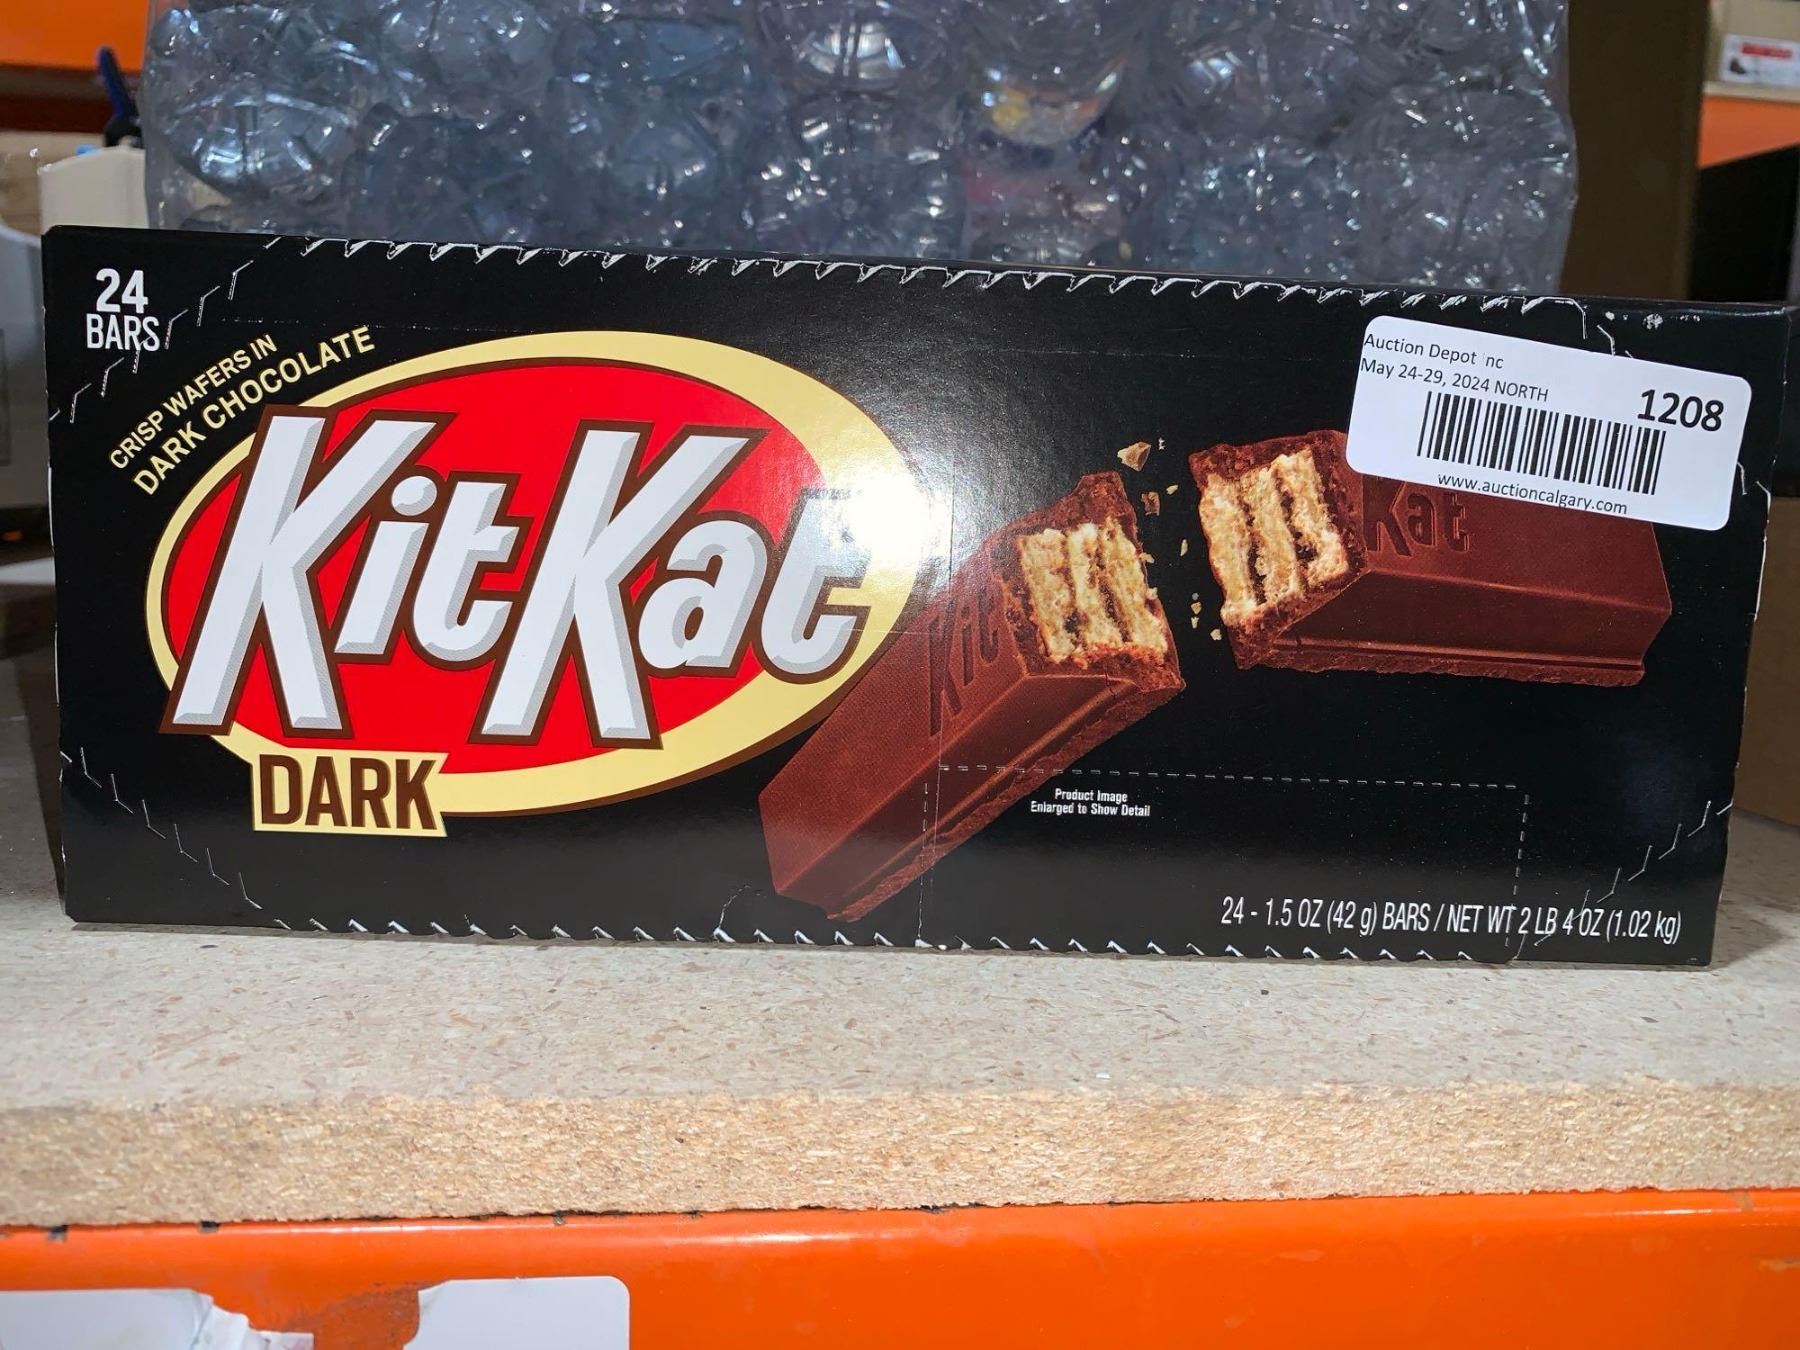 24
BARS
CRISP WAFERS IN
DARK CHOCOLATE
KitKat
DARK
Auction Depot Inc
May 24-29, 2024 NORTH
1208
www.auctioncalgary.com
Kit
Kat
Product Image
Enlarged to Show Detail
24 - 1.5 OZ (42 g) BARS / NET WT 2 LB 4 OZ (1.02 kg)